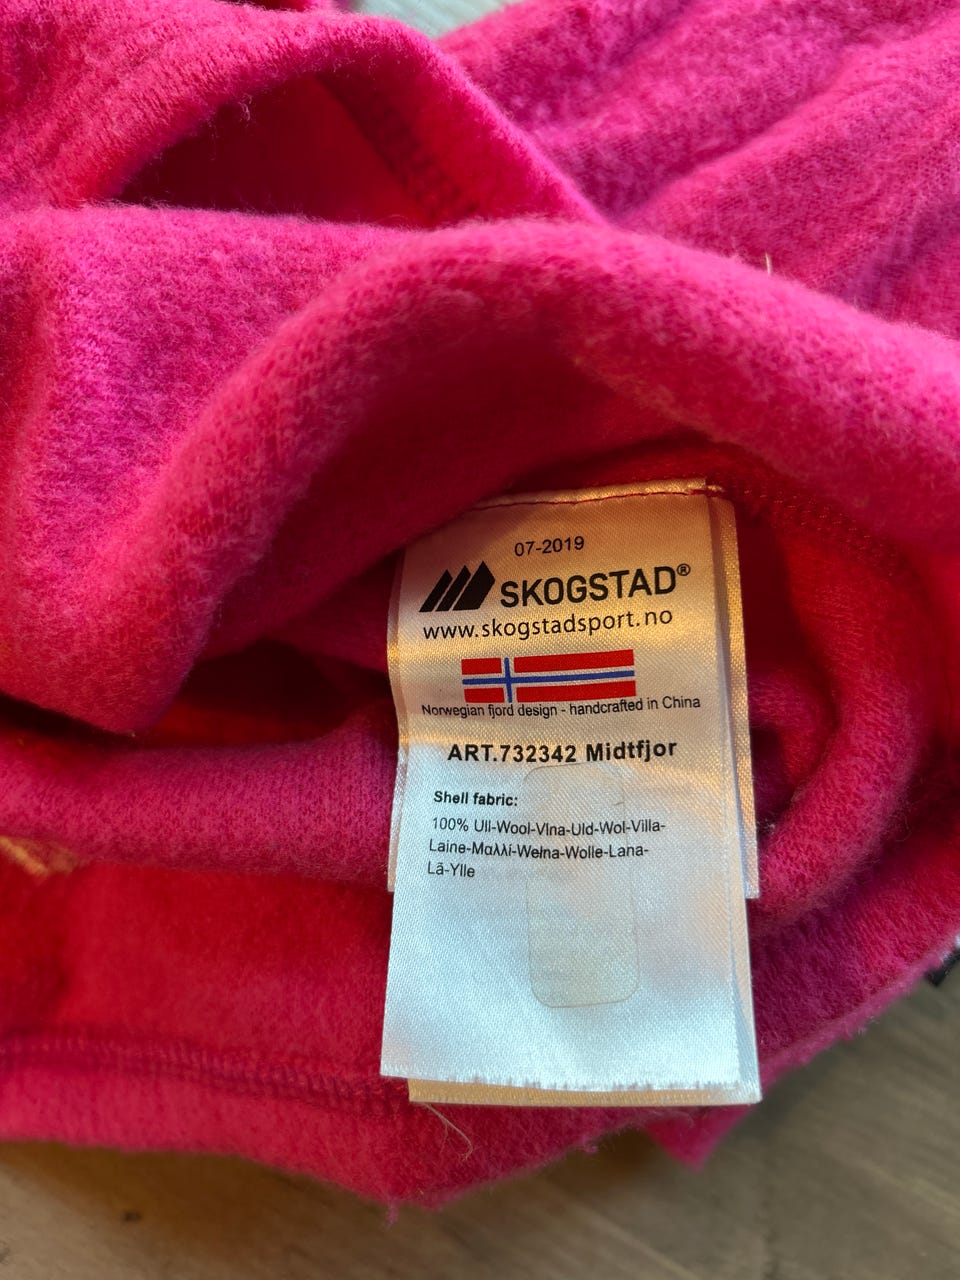 07-2019
SKOGSTAD®
www.skogstadsport.no
Norwegian fjord design - handcrafted in China
ART.732342 Midtfjor
Shell fabric:
100% Ull-Wool-Vlna-Uld-Wol-Villa-
Laine-Μαλλί-Wełna-Wolle-Lana-
Lã-Ylle